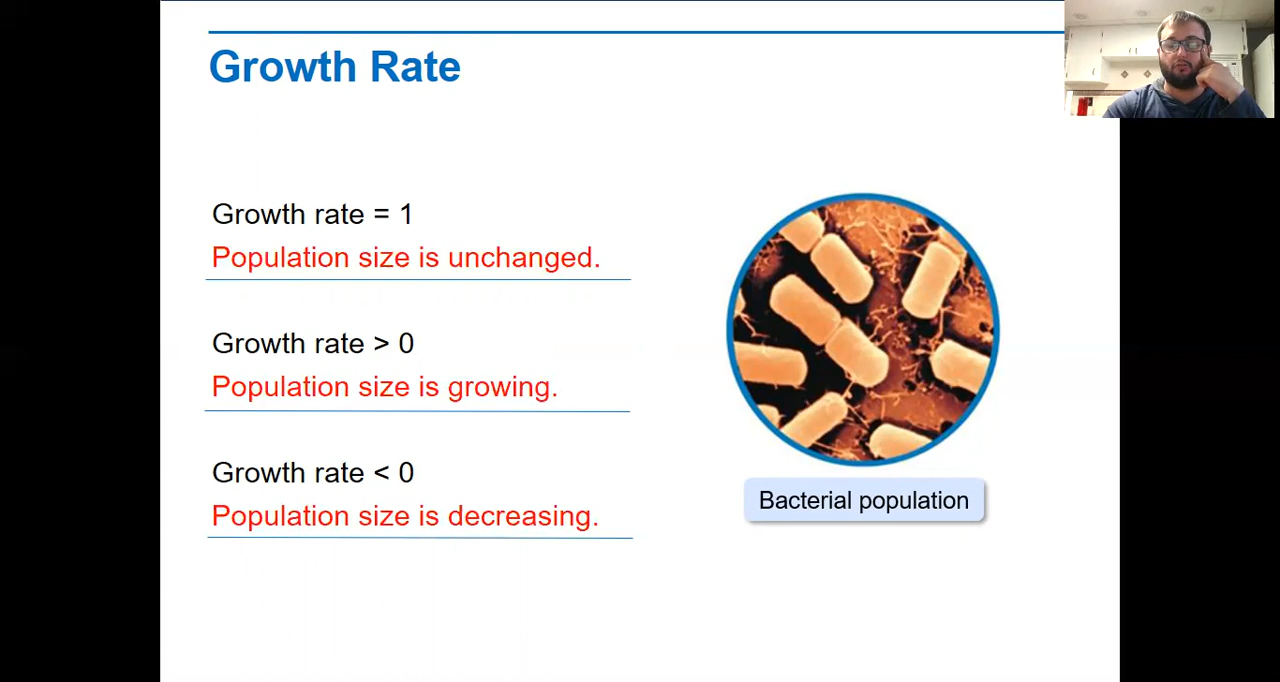 Growth Rate
Growth rate = 1
Population size is unchanged.
Growth rate > 0
Population size is growing.
Growth rate < 0
Population size is decreasing.
Bacterial population